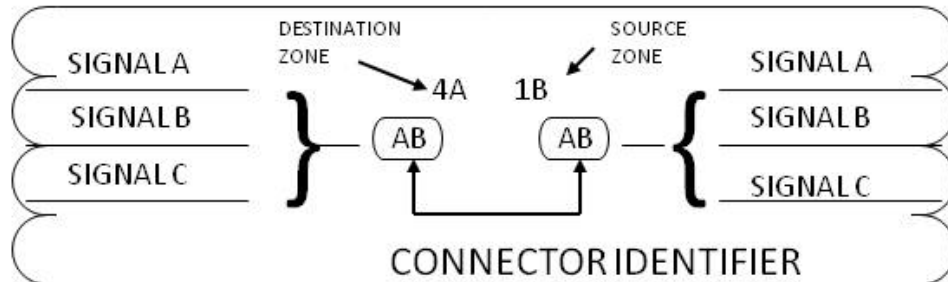 DESTINATION
ZONE
SOURCE
ZONE
SIGNAL A
4A 1B
SIGNAL A
SIGNAL B
AB
AB
SIGNAL B
SIGNAL C
SIGNAL C
CONNECTOR IDENTIFIER